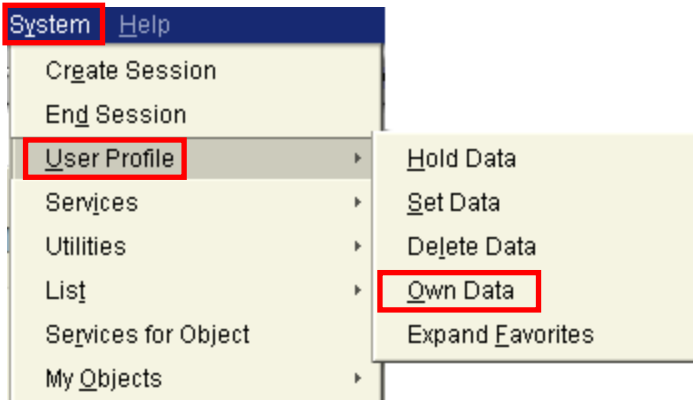 System Help
Create Session
End Session
User Profile
Hold Data
Services
Set Data
Utilities
Delete Data
List
Own Data
Services for Object
Expand Favorites
My Objects